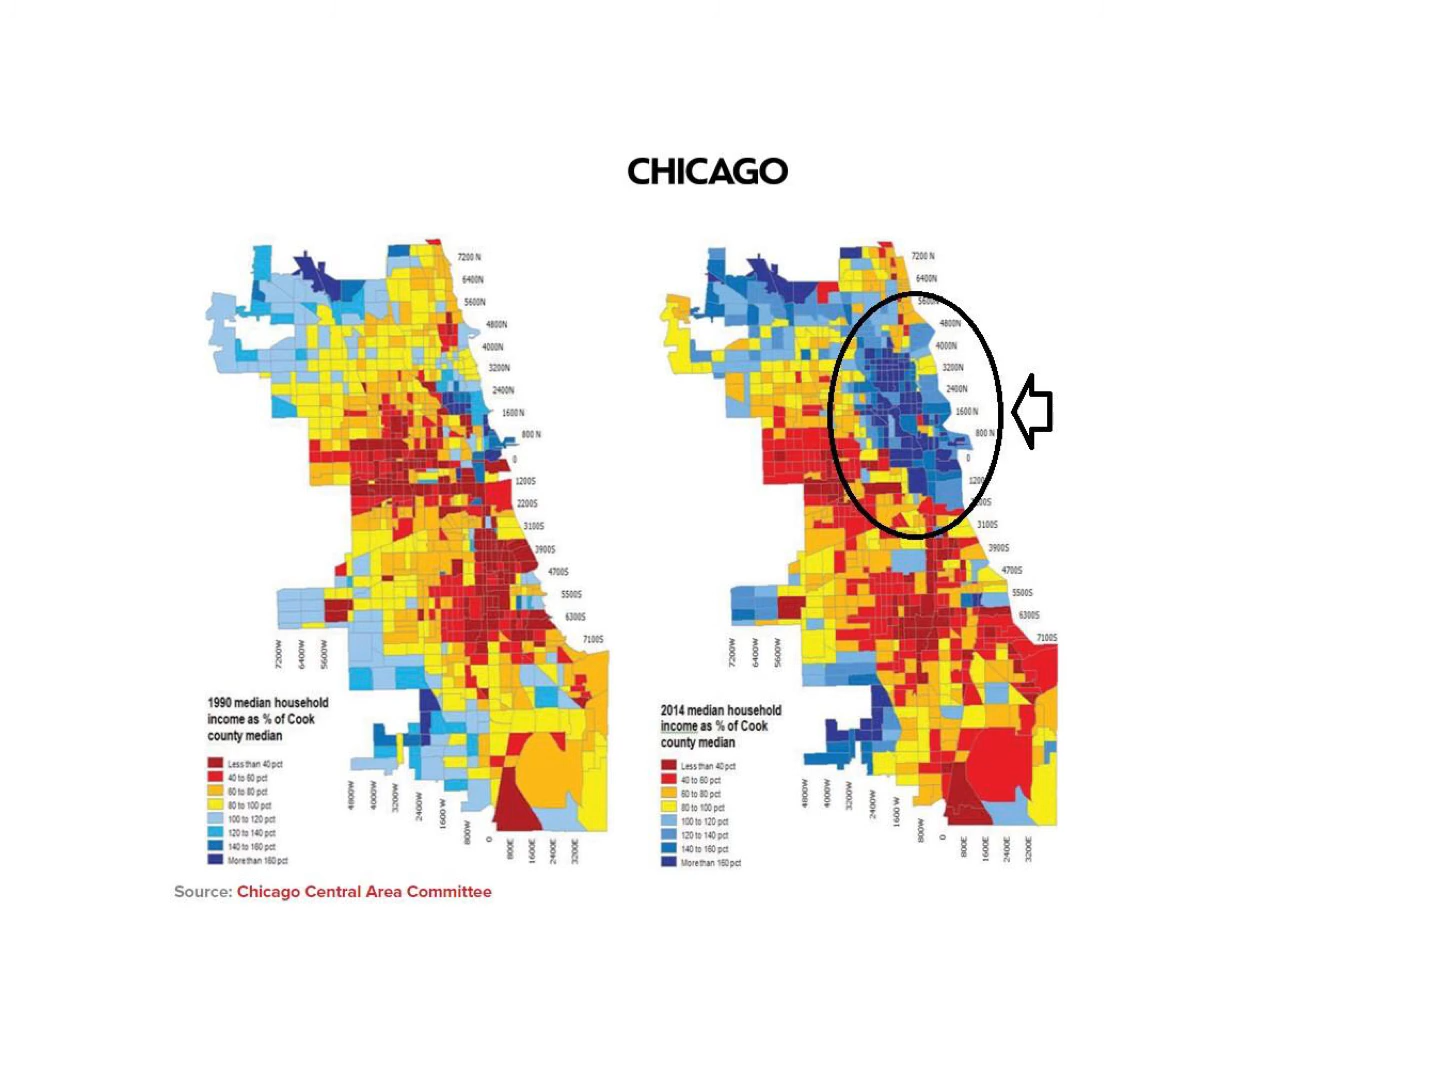 CHICAGO
7200 N
6400N
5600N
4800N
4000N
3200N
2400N
1600 N
800 N
0
1200S
2200S
3100S
3900S
4700S
5500S
6300S
7100S
7200W
6400W
5600W
1990 median household
income as % of Cook
county median
Less than 40 pct
40 to 60 pct
60 to 80 pct
80 to 100 pct
100 to 120 pct
120 to 140 pct
140 to 160 pct
More than 160 pct
4800W
4000W
3200W
2400W
1600 W
800W
0
800E
1600E
2400E
3200E
7200 N
6400N
5600N
4800N
4000N
3200N
2400N
1600 N
800 N
0
3100S
3900S
4700S
5500S
6300S
7100S
7200W
6400W
5600W
2014 median household
income as % of Cook
county median
Less than 40 pct
40 to 60 pct
60 to 80 pct
80 to 100 pct
100 to 120 pct
120 to 140 pct
140 to 160 pct
More than 160 pct
4800W
4000W
3200W
2400W
1600 W
800W
0
800E
1600E
2400E
3200E
Source: Chicago Central Area Committee